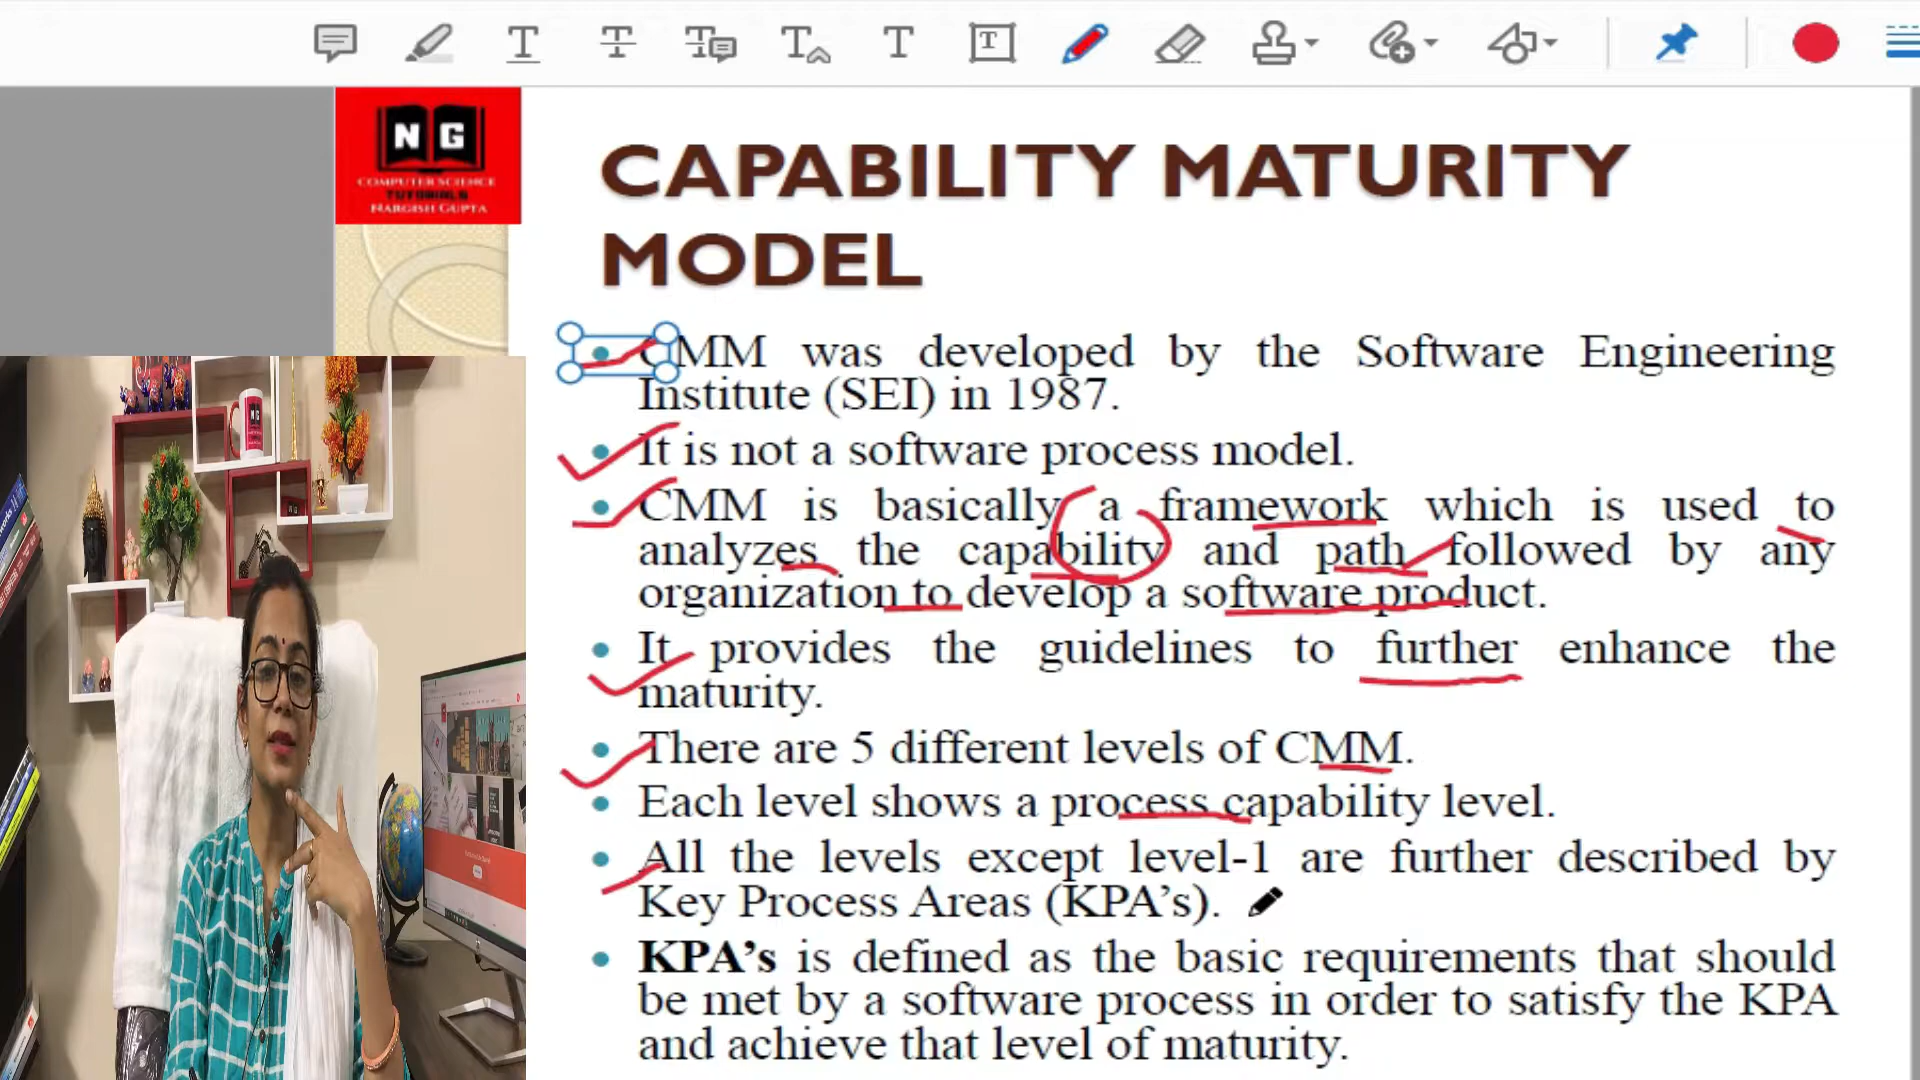 N G
COMPUTER SCIENCE
TUTORIALS
NARGISH GUPTA
CAPABILITY MATURITY
MODEL
CMM was developed by the Software Engineering
Institute (SEI) in 1987.
It is not a software process model.
CMM is basically a framework which is used to
analyzes the capability and path followed by any
organization to develop a software product.
It provides the guidelines to further enhance the
maturity.
There are 5 different levels of CMM.
Each level shows a process capability level.
All the levels except level-1 are further described by
Key Process Areas (KPA's).
KPA's is defined as the basic requirements that should
be met by a software process in order to satisfy the KPA
and achieve that level of maturity.